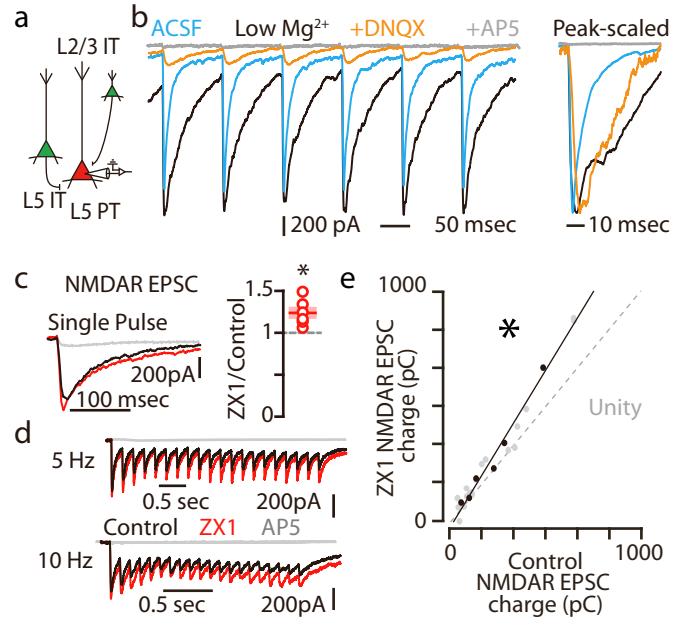 a
L2/3 IT
L5 IT
L5 PT
b
ACSF Low Mg²⁺ +DNQX +AP5
Peak-scaled
200 pA
50 msec
10 msec
c
NMDAR EPSC
Single Pulse
200pA
100 msec
*
ZX1/Control
1.5
1
0
d
5 Hz
0.5 sec
200pA
Control ZX1 AP5
10 Hz
0.5 sec
200pA
e
1000
*
ZX1 NMDAR EPSC
charge (pC)
Unity
0
0
1000
Control
NMDAR EPSC
charge (pC)